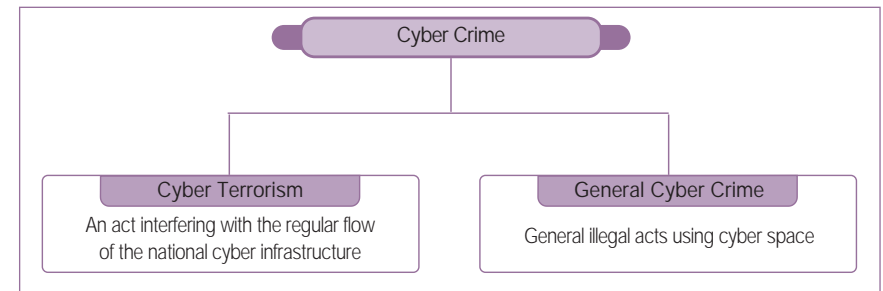 Cyber Crime
Cyber Terrorism
An act interfering with the regular flow
of the national cyber infrastructure
General Cyber Crime
General illegal acts using cyber space